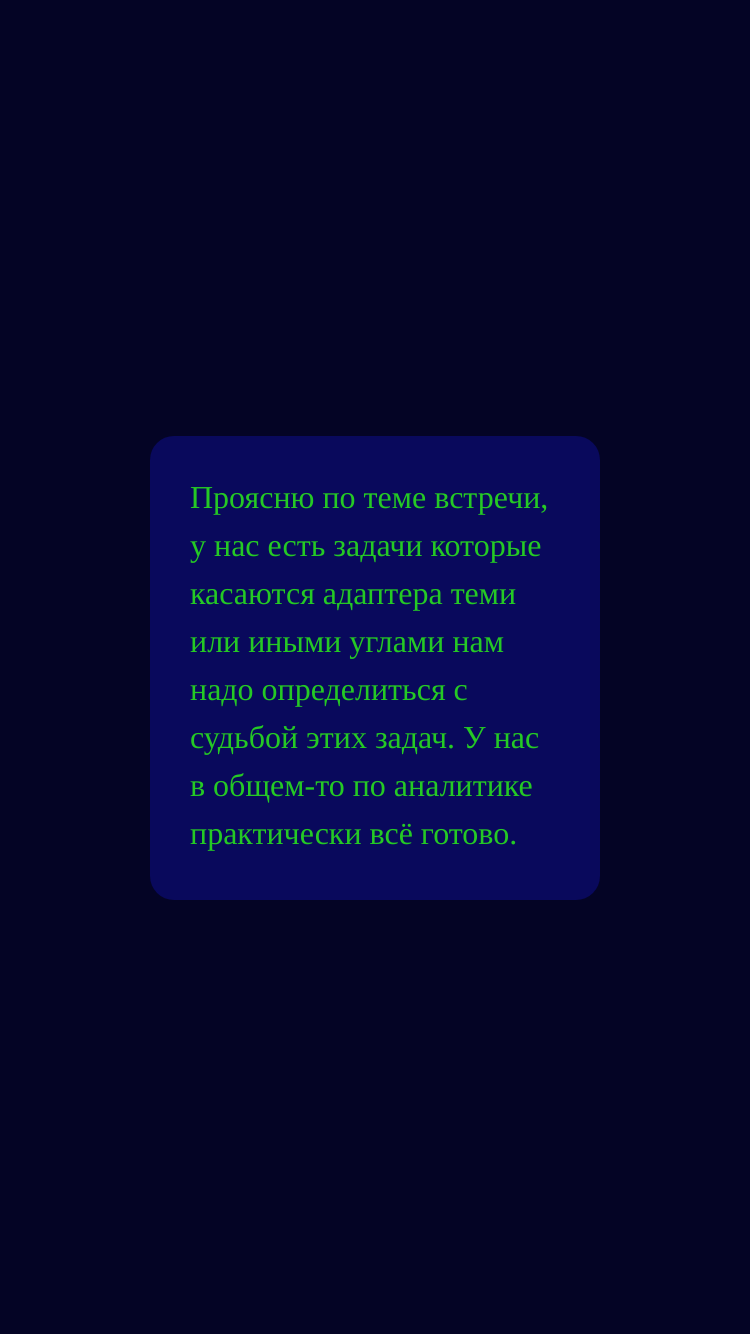 Проясню по теме встречи,
у нас есть задачи которые
касаются адаптера теми
или иными углами нам
надо определиться с
судьбой этих задач. У нас
в общем-то по аналитике
практически всё готово.